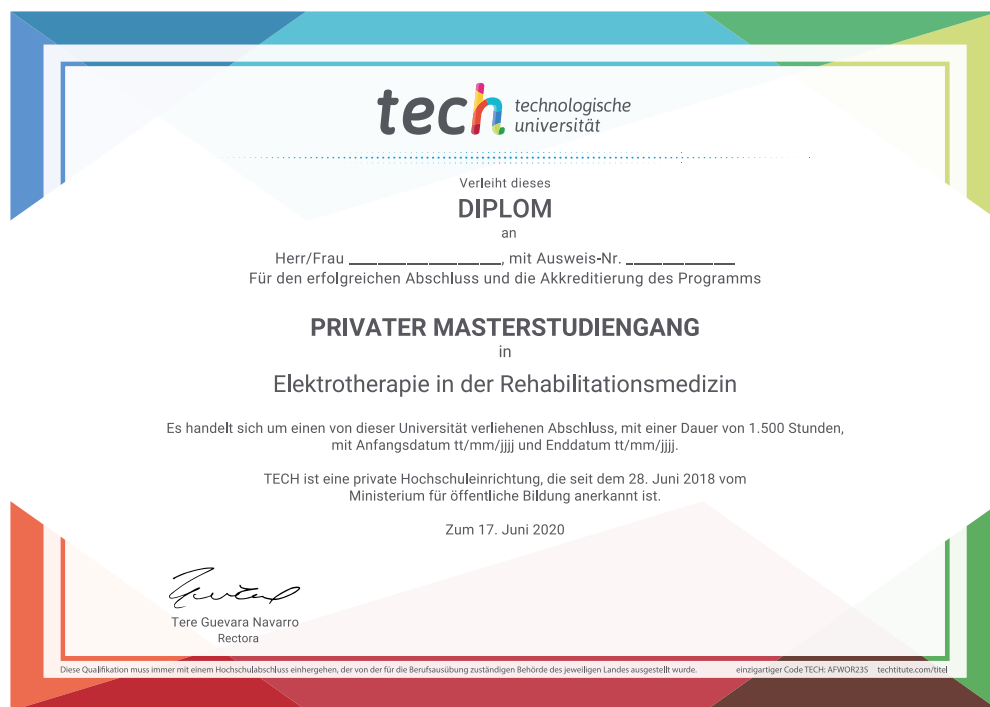 tech technologische
universität
Verleiht dieses
DIPLOM
an
Herr/Frau ________________, mit Ausweis-Nr. ____________
Für den erfolgreichen Abschluss und die Akkreditierung des Programms
PRIVATER MASTERSTUDIENGANG
in
Elektrotherapie in der Rehabilitationsmedizin
Es handelt sich um einen von dieser Universität verliehenen Abschluss, mit einer Dauer von 1.500 Stunden,
mit Anfangsdatum tt/mm/jjjj und Enddatum tt/mm/jjjj.
TECH ist eine private Hochschuleinrichtung, die seit dem 28. Juni 2018 vom
Ministerium für öffentliche Bildung anerkannt ist.
Zum 17. Juni 2020
Tere Guevara Navarro
Rectora
Diese Qualifikation muss immer mit einem Hochschulabschluss einhergehen, der von der für die Berufsausübung zuständigen Behörde des jeweiligen Landes ausgestellt wurde. einzigartiger Code TECH: AFWOR23S techtitute.com/titel